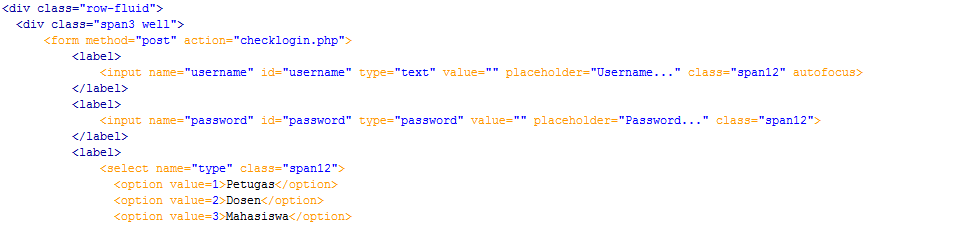 <div class="row-fluid">
<div class="span3 well">
<form method="post" action="checklogin.php">
<label>
<input name="username" id="username" type="text" value="" placeholder="Username..." class="span12" autofocus>
</label>
<label>
<input name="password" id="password" type="password" value="" placeholder="Password..." class="span12">
</label>
<label>
<select name="type" class="span12">
<option value=1>Petugas</option>
<option value=2>Dosen</option>
<option value=3>Mahasiswa</option>